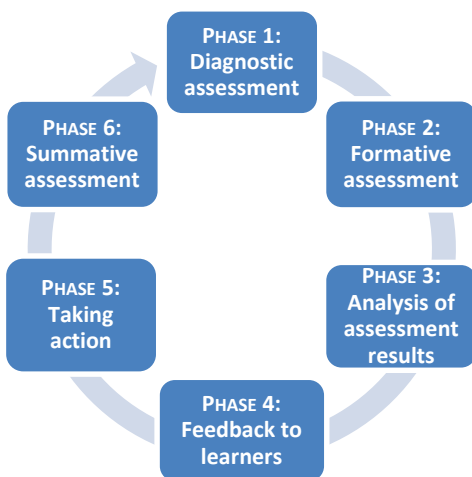 PHASE 1:
Diagnostic
assessment
PHASE 2:
Formative
assessment
PHASE 3:
Analysis of
assessment
results
PHASE 4:
Feedback to
learners
PHASE 5:
Taking
action
PHASE 6:
Summative
assessment